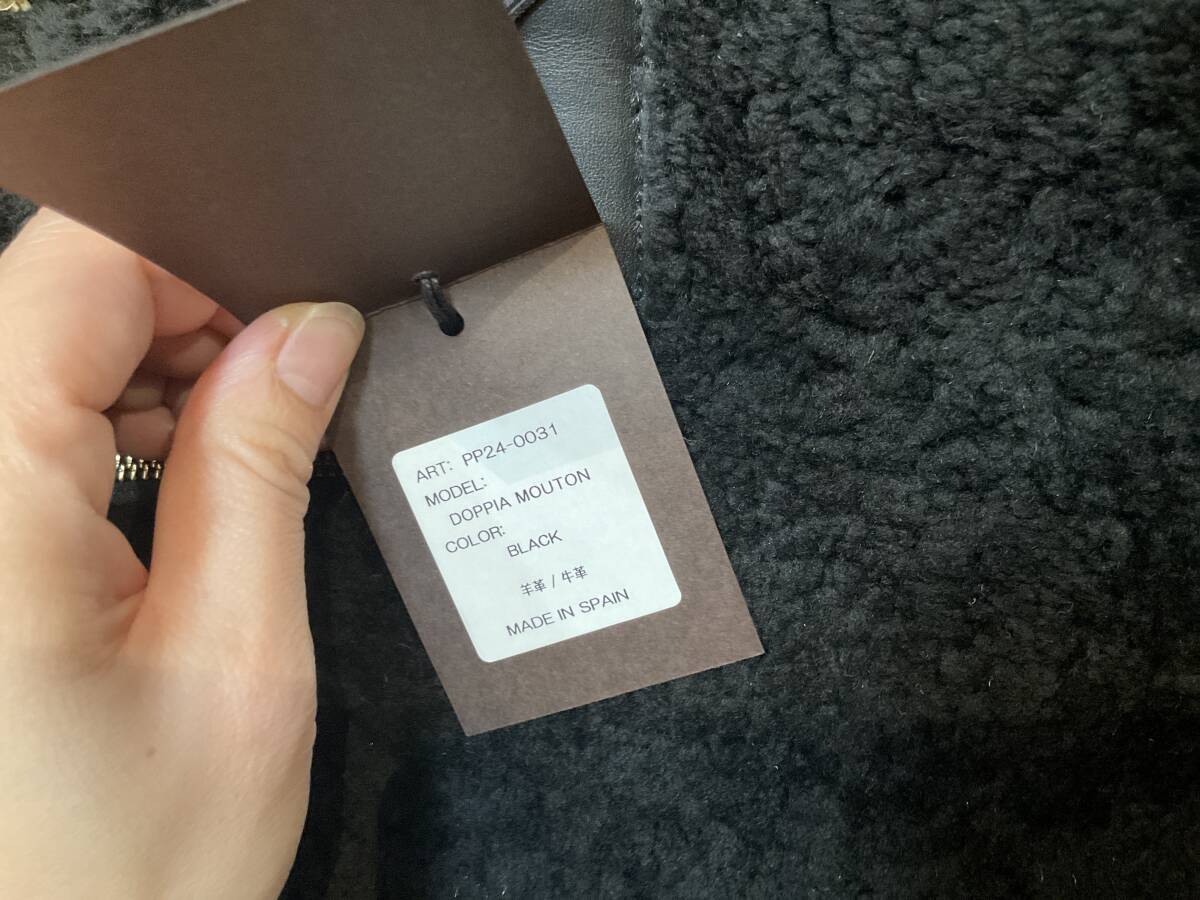 ART: PP24-0031
MODEL:
DOPPIA MOUTON
COLOR:
BLACK
羊革 / 牛革
MADE IN SPAIN